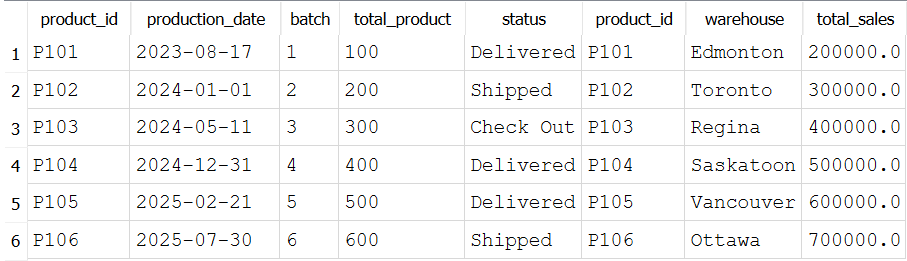 product_id production_date batch total_product status product_id warehouse total_sales
1 P101 2023-08-17 1 100 Delivered P101 Edmonton 200000.0
2 P102 2024-01-01 2 200 Shipped P102 Toronto 300000.0
3 P103 2024-05-11 3 300 Check Out P103 Regina 400000.0
4 P104 2024-12-31 4 400 Delivered P104 Saskatoon 500000.0
5 P105 2025-02-21 5 500 Delivered P105 Vancouver 600000.0
6 P106 2025-07-30 6 600 Shipped P106 Ottawa 700000.0